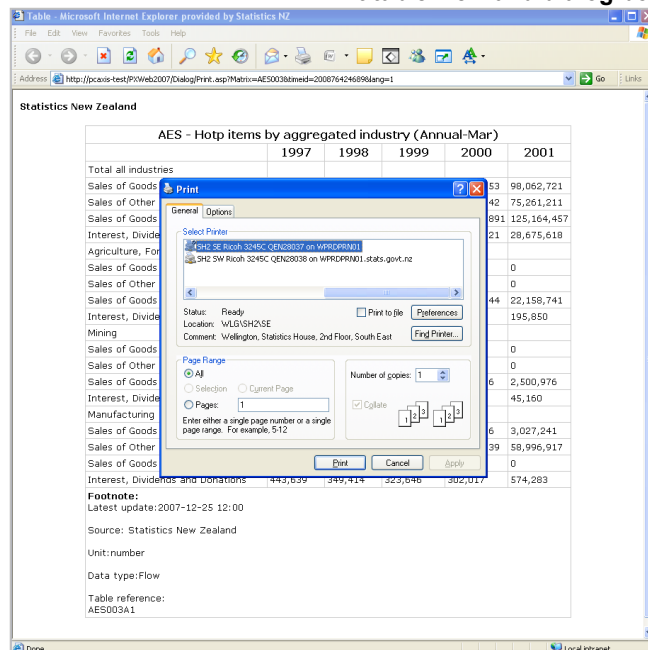 Table - Microsoft Internet Explorer provided by Statistics NZ
File Edit View Favorites Tools Help
Address http://pcaxis-test/PXWeb2007/Dialog/Print.asp?Matrix=AES003&timeid=200876424689&lang=1 Go Links
Statistics New Zealand
AES - Hotp items by aggregated industry (Annual-Mar)
1997 1998 1999 2000 2001
Total all industries
Sales of Goods 53 98,062,721
Sales of Other 42 75,261,211
Sales of Goods 891 125,164,457
Interest, Divide 21 28,675,618
Agriculture, For
Sales of Goods 0
Sales of Other 0
Sales of Goods 44 22,158,741
Interest, Divide 195,850
Mining
Sales of Goods 0
Sales of Other 0
Sales of Goods 6 2,500,976
Interest, Divide 45,160
Manufacturing
Sales of Goods 6 3,027,241
Sales of Other 39 58,996,917
Sales of Goods 0
Interest, Dividends and Donations 443,639 349,414 323,646 302,017 574,283
Print
General Options
Select Printer
SH2 SE Ricoh 3245C QEN28037 on WPRDPRN01
SH2 SW Ricoh 3245C QEN28038 on WPRDPRN01.stats.govt.nz
Status: Ready Print to file Preferences
Location: WLG\SH2\SE
Comment: Wellington, Statistics House, 2nd Floor, South East Find Printer...
Page Range
All
Selection Current Page
Pages: 1
Enter either a single page number or a single
page range. For example, 5-12
Number of copies: 1
Collate
1 2 3 1 2 3
Print Cancel Apply
Footnote:
Latest update:2007-12-25 12:00
Source: Statistics New Zealand
Unit:number
Data type:Flow
Table reference:
AES003A1
Done Local intranet